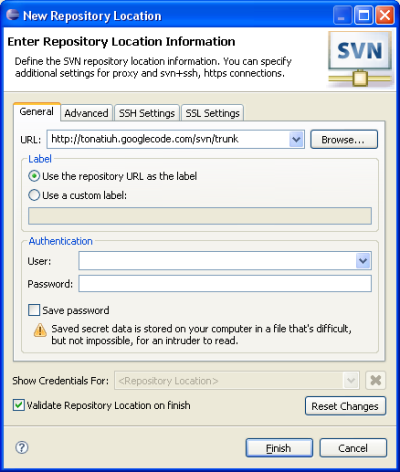 New Repository Location
Enter Repository Location Information
Define the SVN repository location information. You can specify
additional settings for proxy and svn+ssh, https connections.
SVN
General Advanced SSH Settings SSL Settings
URL: http://tonatiuh.googlecode.com/svn/trunk Browse...
Label
Use the repository URL as the label
Use a custom label:
Authentication
User:
Password:
Save password
Saved secret data is stored on your computer in a file that's difficult,
but not impossible, for an intruder to read.
Show Credentials For: <Repository Location>
Validate Repository Location on finish Reset Changes
? Finish Cancel